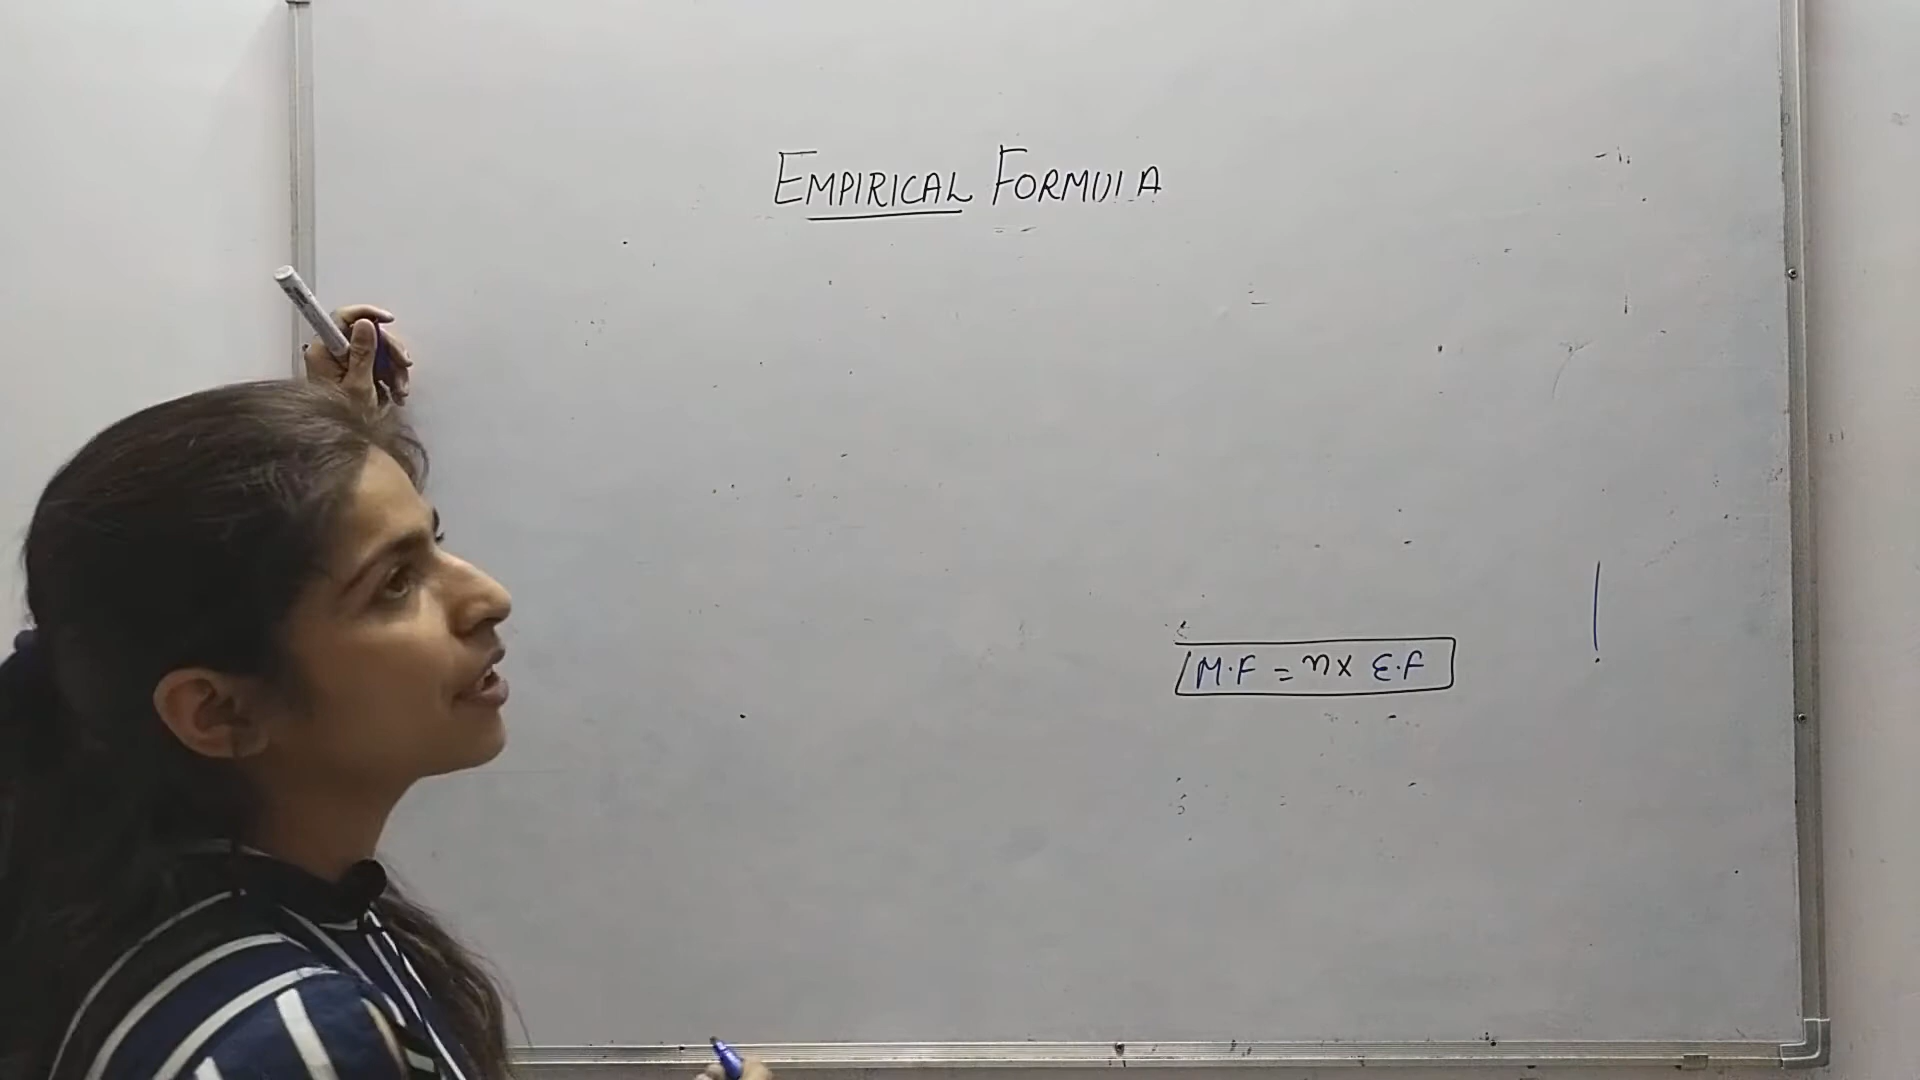 EMPIRICAL FORMULA
M.F = n x E.F